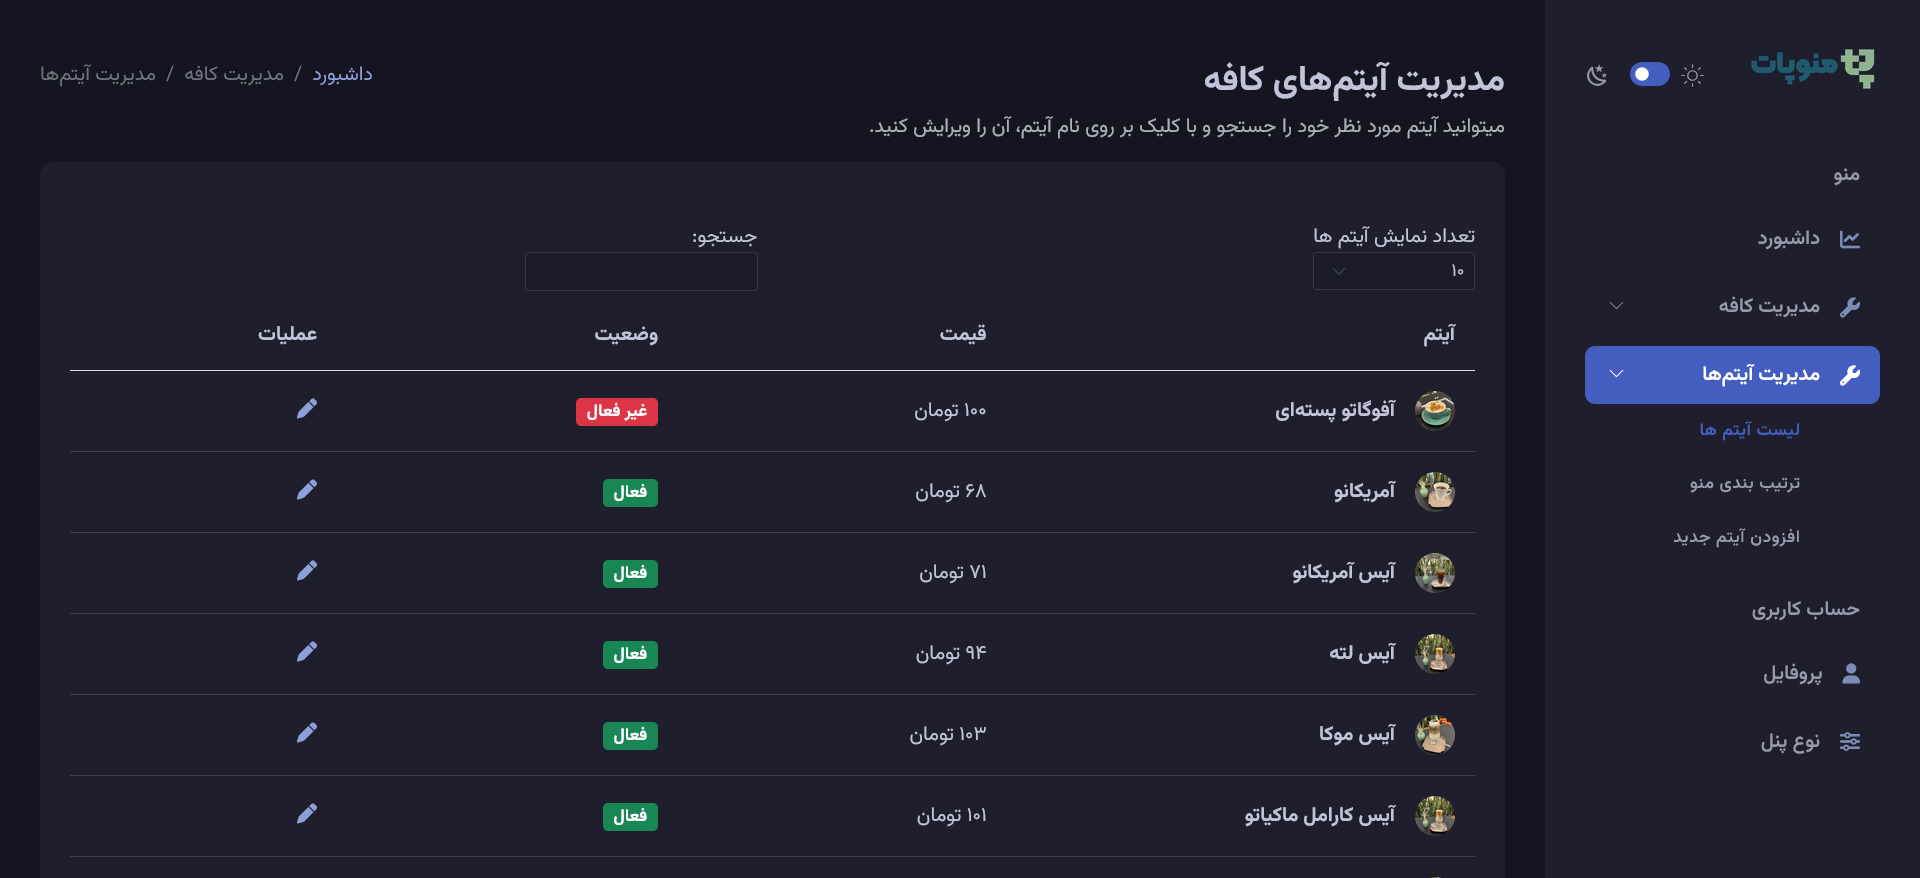 منوپات
منو
داشبورد
مدیریت کافه
مدیریت آیتم‌ها
لیست آیتم ها
ترتیب بندی منو
افزودن آیتم جدید
حساب کاربری
پروفایل
نوع پنل
مدیریت آیتم‌های کافه
داشبورد / مدیریت کافه / مدیریت آیتم‌ها
میتوانید آیتم مورد نظر خود را جستجو و با کلیک بر روی نام آیتم، آن را ویرایش کنید.
تعداد نمایش آیتم ها
۱۰
جستجو:
آیتم قیمت وضعیت عملیات
آفوگاتو پسته‌ای ۱۰۰ تومان غیر فعال
آمریکانو ۶۸ تومان فعال
آیس آمریکانو ۷۱ تومان فعال
آیس لته ۹۴ تومان فعال
آیس موکا ۱۰۳ تومان فعال
آیس کارامل ماکیاتو ۱۰۱ تومان فعال